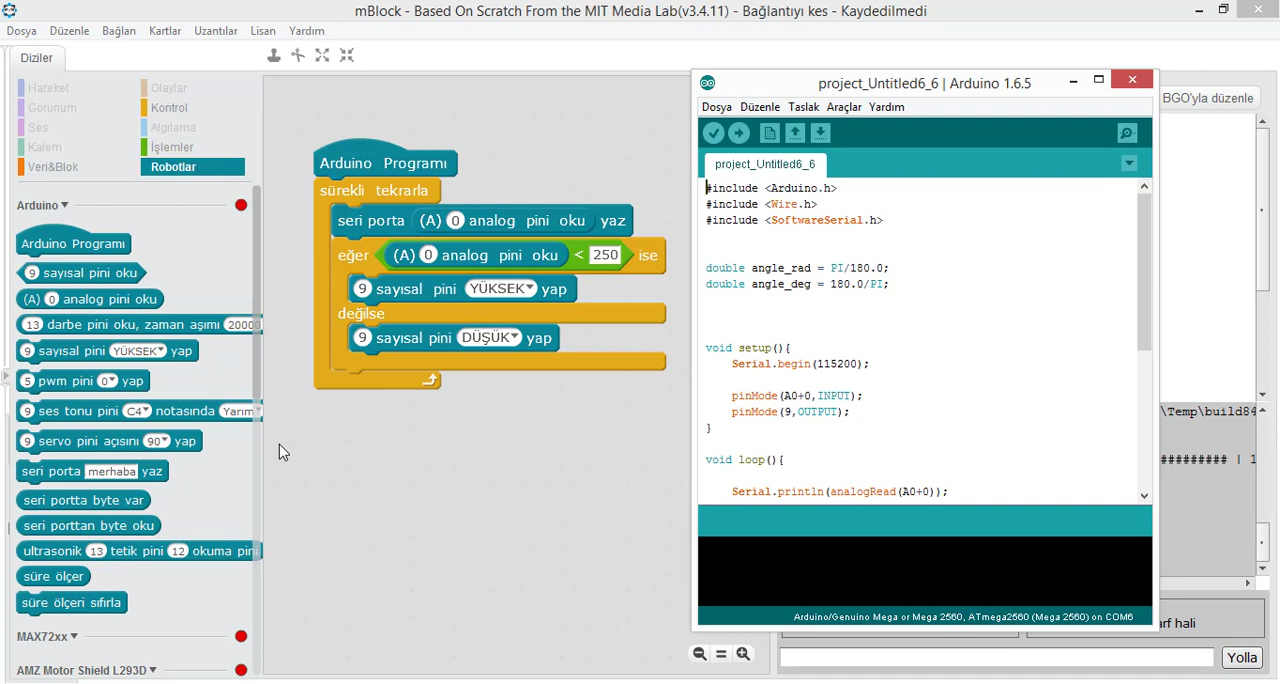 mBlock - Based On Scratch From the MIT Media Lab(v3.4.11) - Bağlantıyı kes - Kaydedilmedi
Dosya Düzenle Bağlan Kartlar Uzantılar Lisan Yardım
Diziler
Hareket Olaylar
Görünüm Kontrol
Ses Algılama
Kalem İşlemler
Veri&Blok Robotlar
Arduino
Arduino Programı
9 sayısal pini oku
(A) 0 analog pini oku
13 darbe pini oku, zaman aşımı 20000
9 sayısal pini YÜKSEK yap
5 pwm pini 0 yap
9 ses tonu pini C4 notasında Yarım
9 servo pini açısını 90 yap
seri porta merhaba yaz
seri portta byte var
seri porttan byte oku
ultrasonik 13 tetik pini 12 okuma pini
süre ölçer
süre ölçeri sıfırla
MAX72xx
AMZ Motor Shield L293D
Arduino Programı
sürekli tekrarla
seri porta (A) 0 analog pini oku yaz
eğer (A) 0 analog pini oku < 250 ise
9 sayısal pini YÜKSEK yap
değilse
9 sayısal pini DÜŞÜK yap
project_Untitled6_6 | Arduino 1.6.5
Dosya Düzenle Taslak Araçlar Yardım
project_Untitled6_6
#include <Arduino.h>
#include <Wire.h>
#include <SoftwareSerial.h>
double angle_rad = PI/180.0;
double angle_deg = 180.0/PI;
void setup(){
Serial.begin(115200);
pinMode(A0+0,INPUT);
pinMode(9,OUTPUT);
}
void loop(){
Serial.println(analogRead(A0+0));
Arduino/Genuino Mega or Mega 2560, ATmega2560 (Mega 2560) on COM6
BGO'yla düzenle
\Temp\build84
######### | 1
arf hali
Yolla